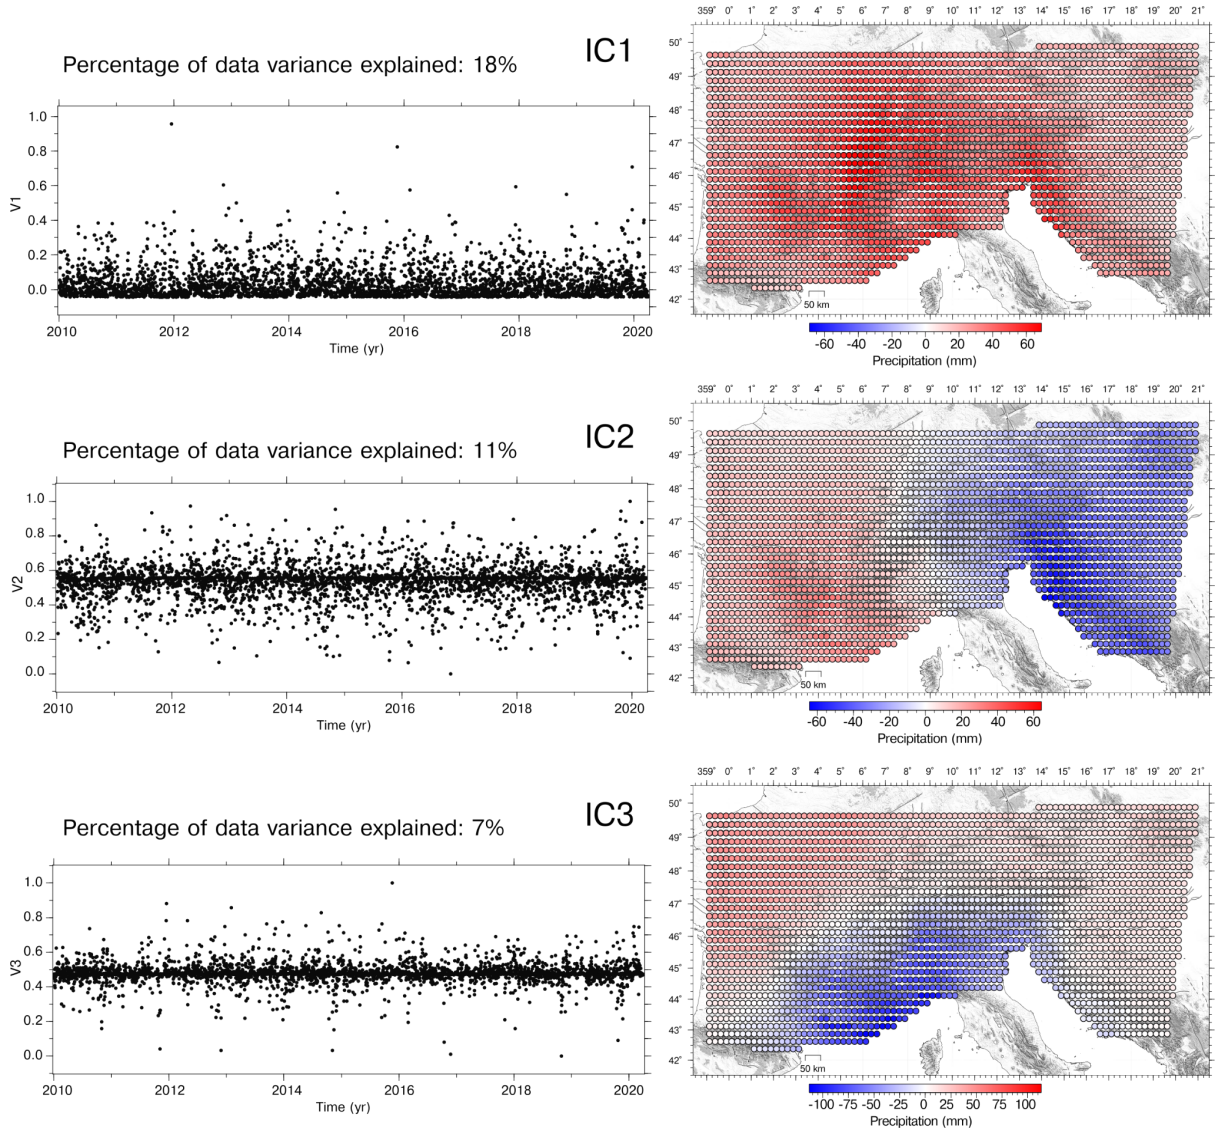 IC1
Percentage of data variance explained: 18%
1.0
0.8
0.6
0.4
0.2
0.0
V1
2010 2012 2014 2016 2018 2020
Time (yr)
359° 0° 1° 2° 3° 4° 5° 6° 7° 8° 9° 10° 11° 12° 13° 14° 15° 16° 17° 18° 19° 20° 21°
50°
49°
48°
47°
46°
45°
44°
43°
42°
50 km
-60 -40 -20 0 20 40 60
Precipitation (mm)
IC2
Percentage of data variance explained: 11%
1.0
0.8
0.6
0.4
0.2
0.0
V2
2010 2012 2014 2016 2018 2020
Time (yr)
359° 0° 1° 2° 3° 4° 5° 6° 7° 8° 9° 10° 11° 12° 13° 14° 15° 16° 17° 18° 19° 20° 21°
50°
49°
48°
47°
46°
45°
44°
43°
42°
50 km
-60 -40 -20 0 20 40 60
Precipitation (mm)
IC3
Percentage of data variance explained: 7%
1.0
0.8
0.6
0.4
0.2
0.0
V3
2010 2012 2014 2016 2018 2020
Time (yr)
359° 0° 1° 2° 3° 4° 5° 6° 7° 8° 9° 10° 11° 12° 13° 14° 15° 16° 17° 18° 19° 20° 21°
50°
49°
48°
47°
46°
45°
44°
43°
42°
50 km
-100 -75 -50 -25 0 25 50 75 100
Precipitation (mm)